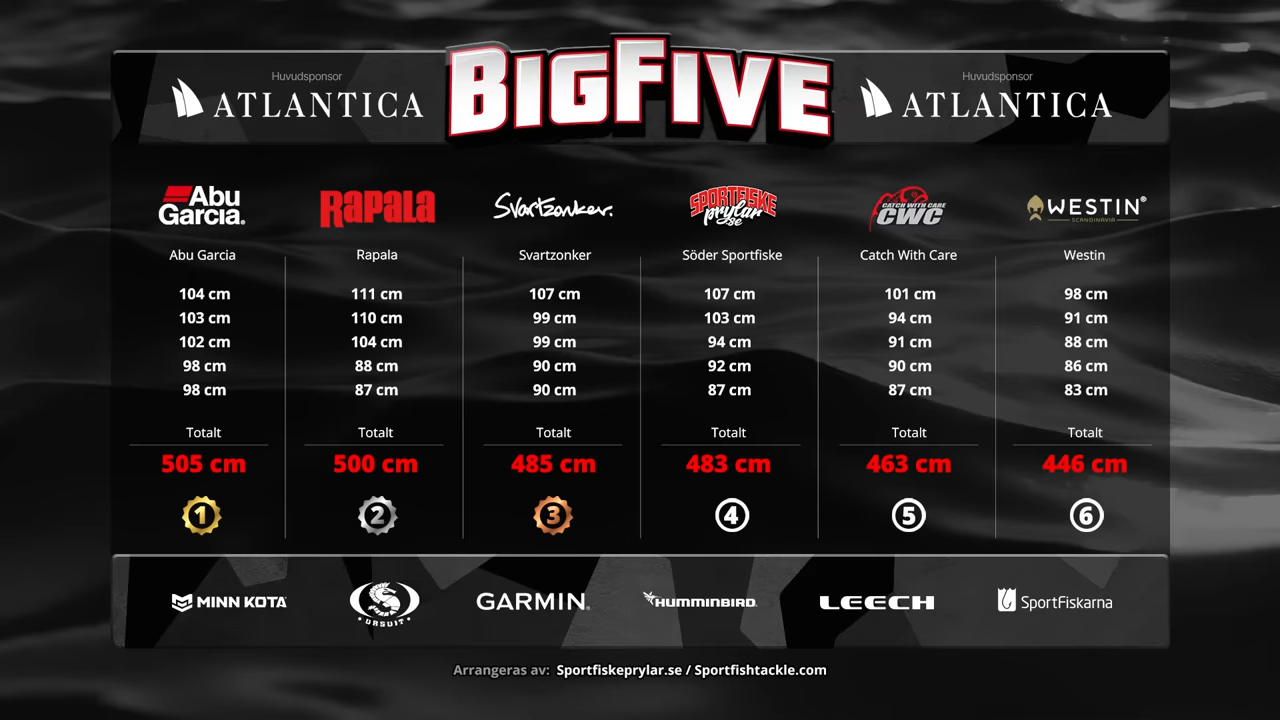 Huvudsponsor
ATLANTICA
BIGFIVE
Huvudsponsor
ATLANTICA
Abu
Garcia.
RAPALA
Svartzonker.
SPORTFISKE
prylar
se
CATCH WITH CARE
CWC
WESTIN®
SCANDINAVIA
Abu Garcia
Rapala
Svartzonker
Söder Sportfiske
Catch With Care
Westin
104 cm 111 cm 107 cm 107 cm 101 cm 98 cm
103 cm 110 cm 99 cm 103 cm 94 cm 91 cm
102 cm 104 cm 99 cm 94 cm 91 cm 88 cm
98 cm 88 cm 90 cm 92 cm 90 cm 86 cm
98 cm 87 cm 90 cm 87 cm 87 cm 83 cm
Totalt Totalt Totalt Totalt Totalt Totalt
505 cm 500 cm 485 cm 483 cm 463 cm 446 cm
1 2 3 4 5 6
MINN KOTA
URSUIT
GARMIN.
HUMMINBIRD.
LEECH
SportFiskarna
Arrangeras av: Sportfiskeprylar.se / Sportfishtackle.com